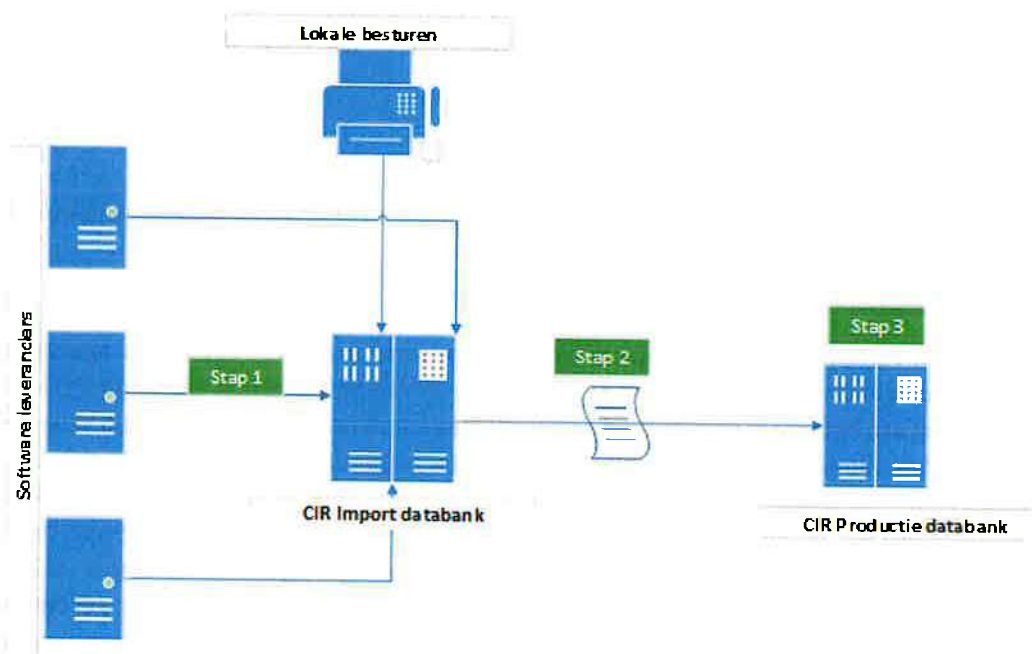 Lokale besturen
Software leveranciers
Stap 1
Stap 2
Stap 3
CIR Import databank
CIR Productie databank